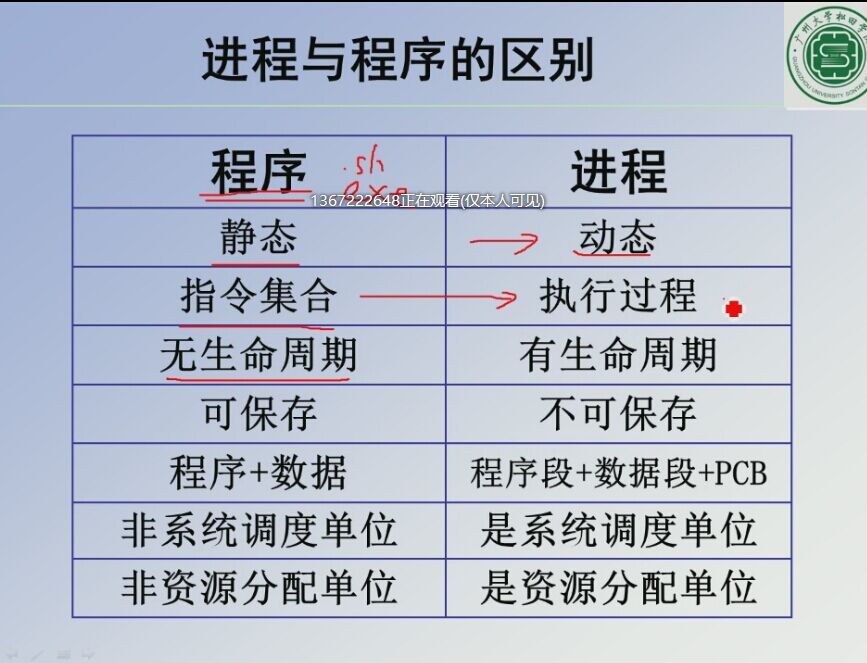 进程与程序的区别
程序 .sh 进程
exe
1367222648正在观看(仅本人可见)
静态 动态
指令集合 执行过程
无生命周期 有生命周期
可保存 不可保存
程序+数据 程序段+数据段+PCB
非系统调度单位 是系统调度单位
非资源分配单位 是资源分配单位